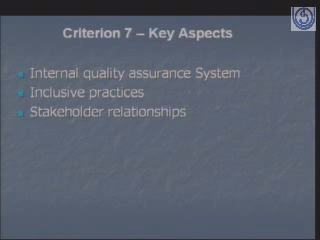 Criterion 7 – Key Aspects
Internal quality assurance System
Inclusive practices
Stakeholder relationships